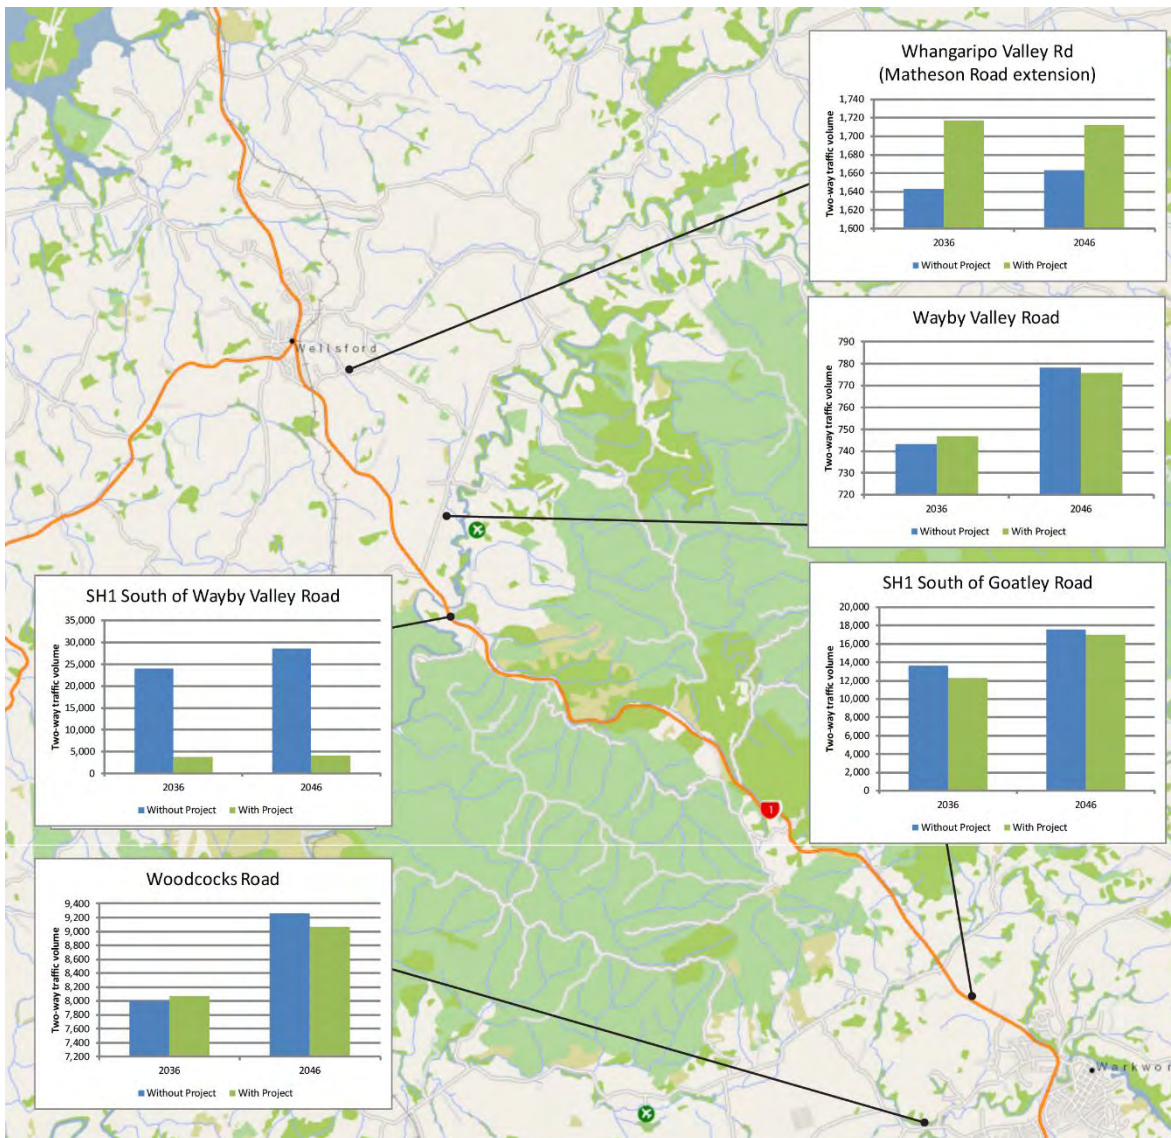 Whangaripo Valley Rd
(Matheson Road extension)
Two-way traffic volume
1,740
1,720
1,700
1,680
1,660
1,640
1,620
1,600
2036 2046
Without Project With Project
Wayby Valley Road
Two-way traffic volume
790
780
770
760
750
740
730
720
2036 2046
Without Project With Project
Wellsford
SH1 South of Wayby Valley Road
Two-way traffic volume
35,000
30,000
25,000
20,000
15,000
10,000
5,000
0
2036 2046
Without Project With Project
SH1 South of Goatley Road
Two-way traffic volume
20,000
18,000
16,000
14,000
12,000
10,000
8,000
6,000
4,000
2,000
0
2036 2046
Without Project With Project
1
Woodcocks Road
Two-way traffic volume
9,400
9,200
9,000
8,800
8,600
8,400
8,200
8,000
7,800
7,600
7,400
7,200
2036 2046
Without Project With Project
Warkwor